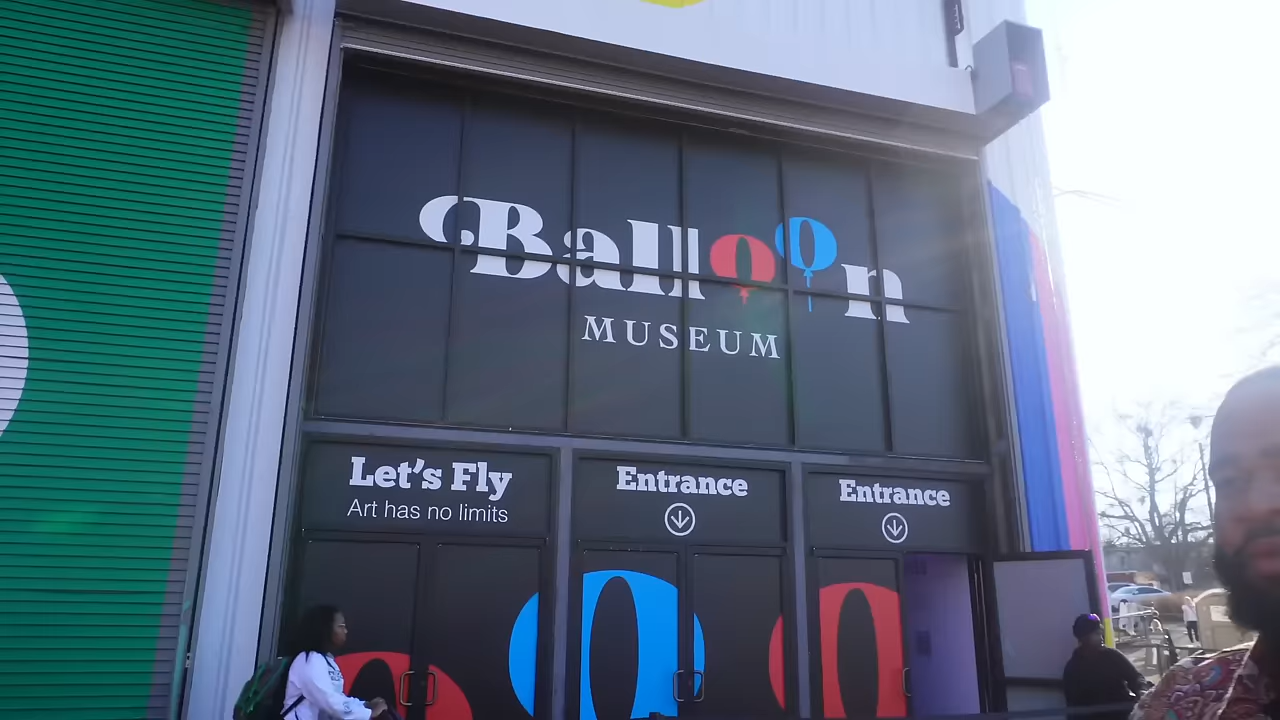 Balloon
MUSEUM
Let's Fly
Art has no limits
Entrance
Entrance